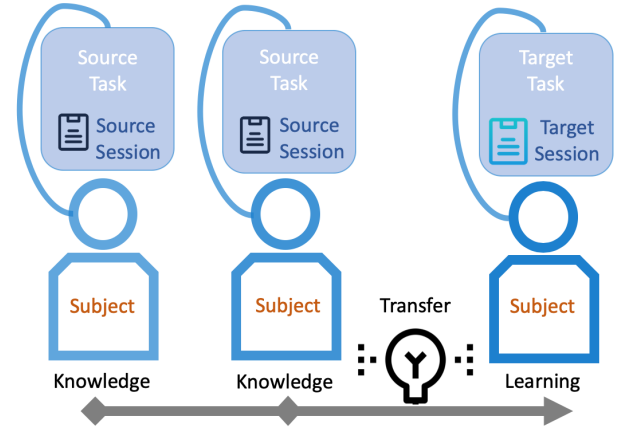 Source
Task
Source
Session
Source
Task
Source
Session
Target
Task
Target
Session
Subject
Subject
Transfer
Subject
Knowledge
Knowledge
Learning